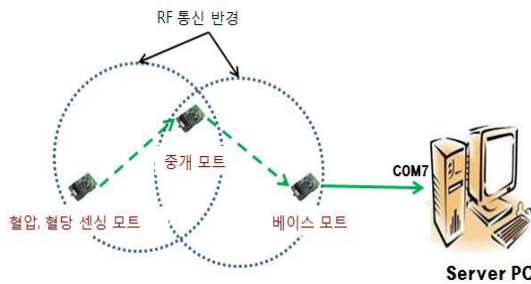 RF 통신 반경
중개 모트
COM7
혈압, 혈당 센싱 모트
베이스 모트
Server PC